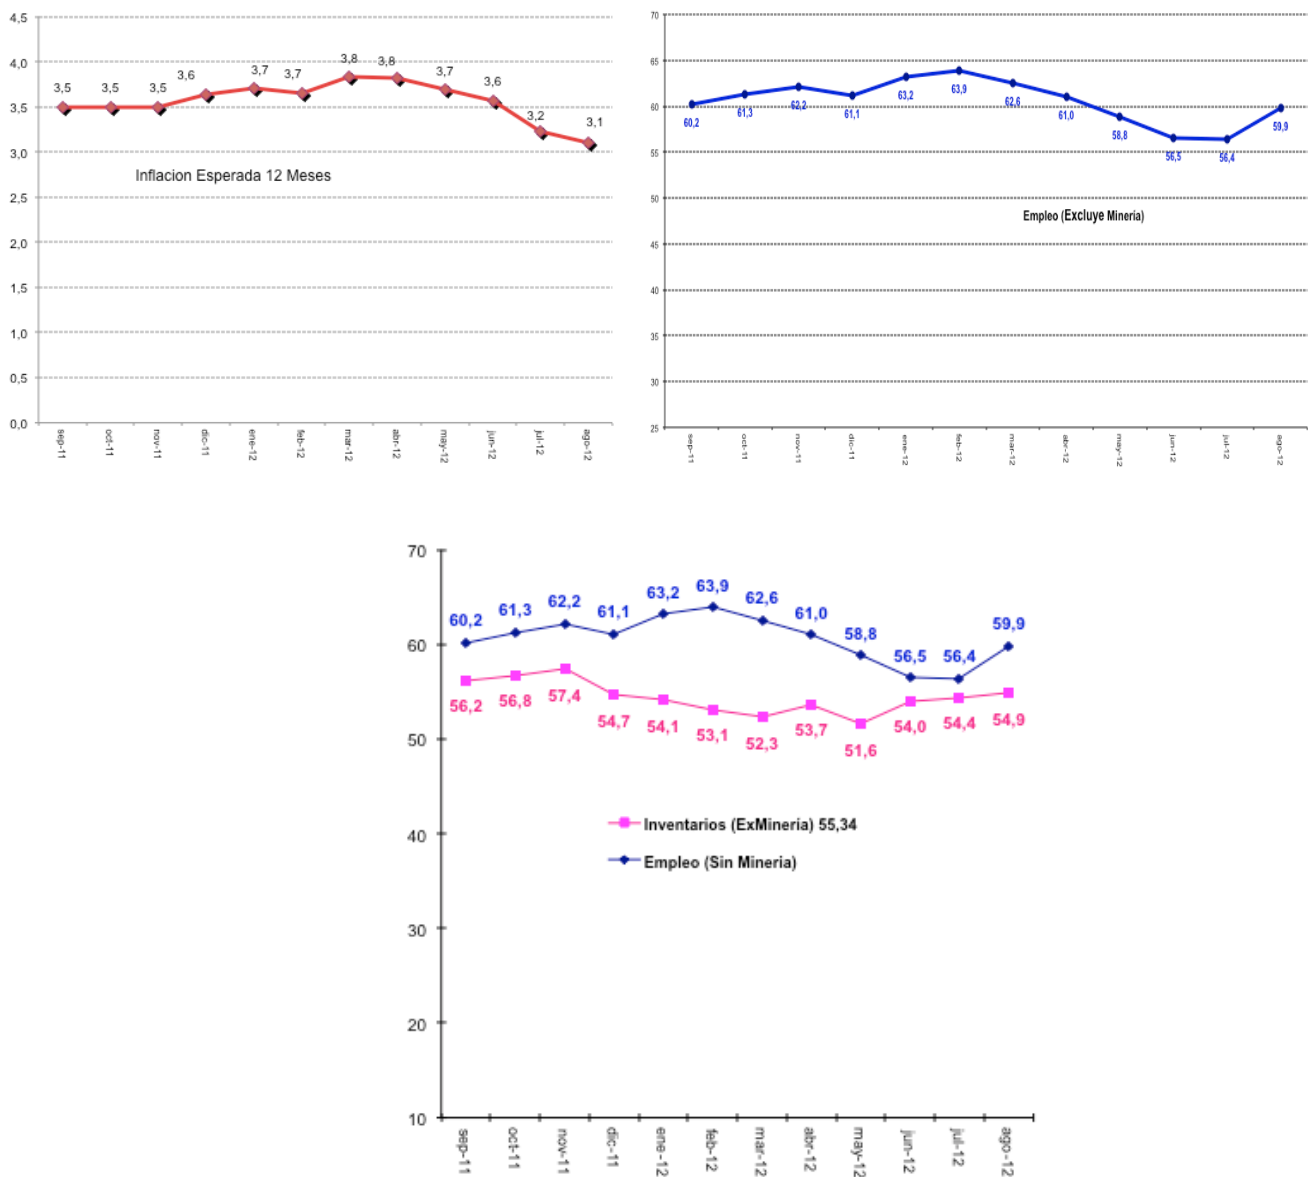 4,5
4,0
3,5
3,0
2,5
2,0
1,5
1,0
0,5
0,0
3,5
3,5
3,5
3,6
3,7
3,7
3,8
3,8
3,7
3,6
3,2
3,1
Inflacion Esperada 12 Meses
sep-11
oct-11
nov-11
dic-11
ene-12
feb-12
mar-12
abr-12
may-12
jun-12
jul-12
ago-12
70
65
60
55
50
45
40
35
30
25
60,2
61,3
62,2
61,1
63,2
63,9
62,6
61,0
58,8
56,5
56,4
59,9
Empleo (Excluye Mineria)
sep-11
oct-11
nov-11
dic-11
ene-12
feb-12
mar-12
abr-12
may-12
jun-12
jul-12
ago-12
70
60
50
40
30
20
10
60,2
61,3
62,2
61,1
63,2
63,9
62,6
61,0
58,8
56,5
56,4
59,9
56,2
56,8
57,4
54,7
54,1
53,1
52,3
53,7
51,6
54,0
54,4
54,9
Inventarios (ExMineria) 55,34
Empleo (Sin Mineria)
sep-11
oct-11
nov-11
dic-11
ene-12
feb-12
mar-12
abr-12
may-12
jun-12
jul-12
ago-12